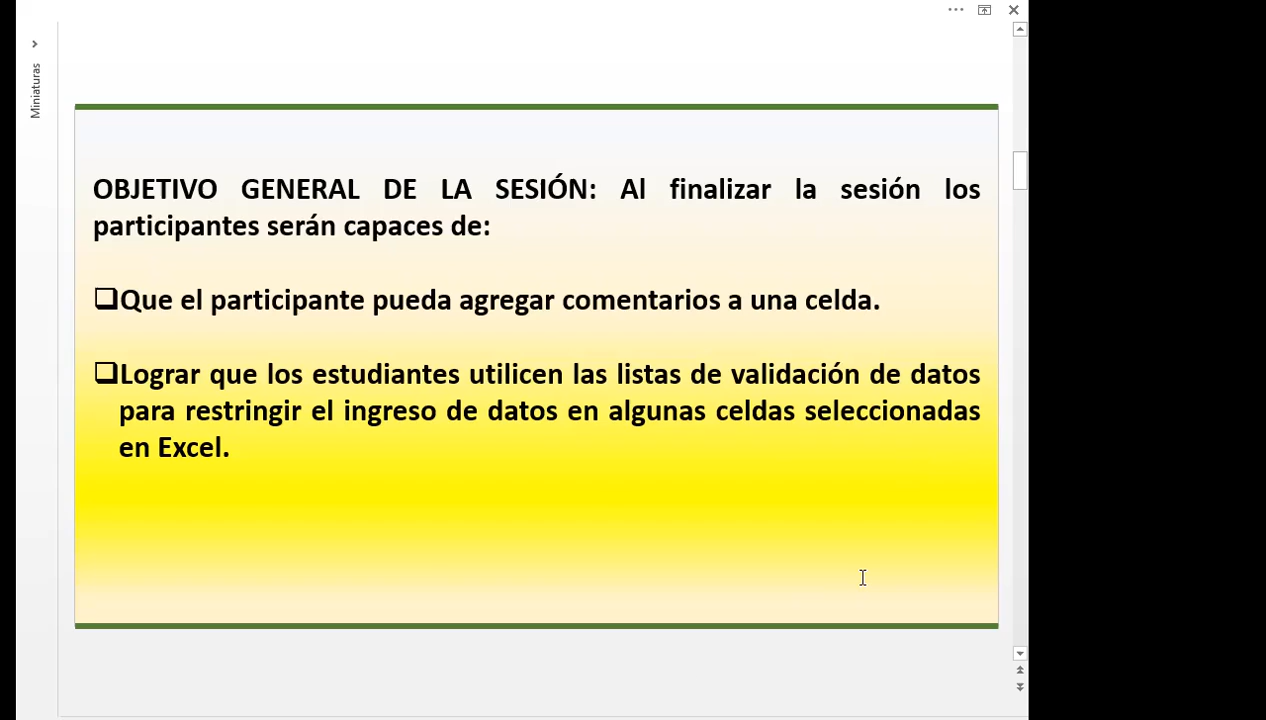 Miniaturas
OBJETIVO GENERAL DE LA SESIÓN: Al finalizar la sesión los
participantes serán capaces de:
❑Que el participante pueda agregar comentarios a una celda.
❑Lograr que los estudiantes utilicen las listas de validación de datos
para restringir el ingreso de datos en algunas celdas seleccionadas
en Excel.